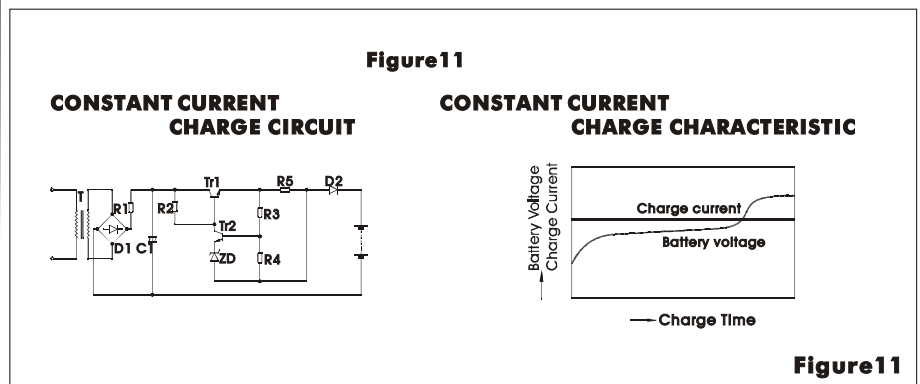 Figure11
CONSTANT CURRENT
CHARGE CIRCUIT
T
R1
D1
C1
R2
Tr1
Tr2
ZD
R3
R4
R5
D2
CONSTANT CURRENT
CHARGE CHARACTERISTIC
Battery Voltage
Charge Current
Charge current
Battery voltage
Charge Time
Figure11